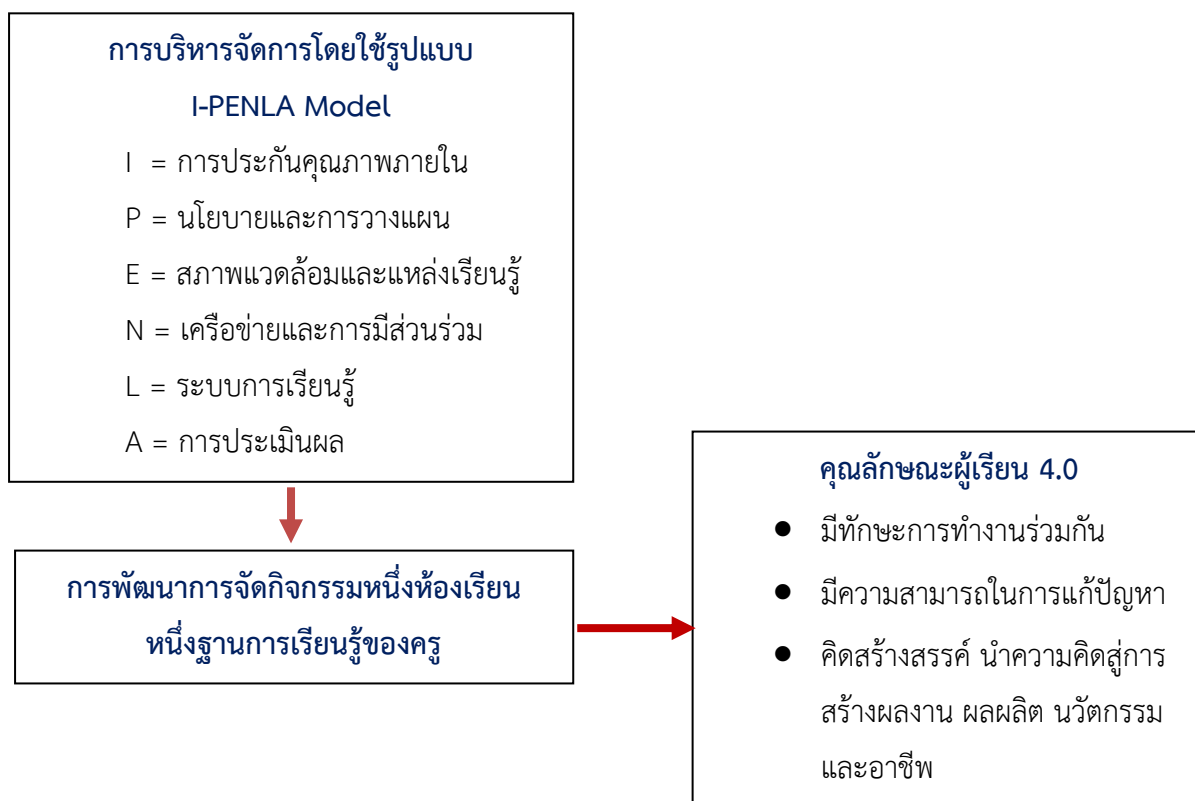 การบริหารจัดการโดยใช้รูปแบบ
I-PENLA Model
I = การประกันคุณภาพภายใน
P = นโยบายและการวางแผน
E = สภาพแวดล้อมและแหล่งเรียนรู้
N = เครือข่ายและการมีส่วนร่วม
L = ระบบการเรียนรู้
A = การประเมินผล
การพัฒนาการจัดกิจกรรมหนึ่งห้องเรียน
หนึ่งฐานการเรียนรู้ของครู
คุณลักษณะผู้เรียน 4.0
● มีทักษะการทำงานร่วมกัน
● มีความสามารถในการแก้ปัญหา
● คิดสร้างสรรค์ นำความคิดสู่การ
สร้างผลงาน ผลผลิต นวัตกรรม
และอาชีพ